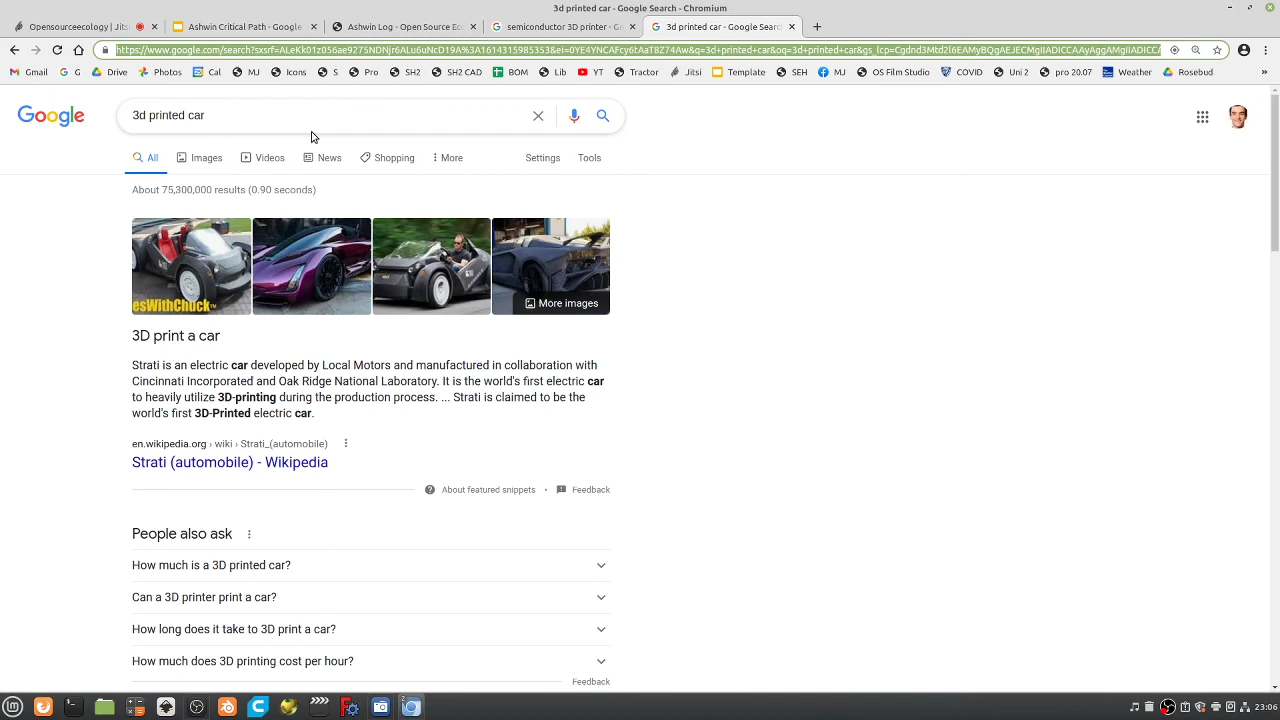 3d printed car - Google Search - Chromium
Opensourceecology | Jitsi
Ashwin Critical Path - Google
Ashwin Log - Open Source Ec
semiconductor 3D printer - G
3d printed car - Google Search
Gmail
G
Drive
Photos
Cal
MJ
Icons
S
Pro
SH2
SH2 CAD
BOM
Lib
YT
Tractor
Jitsi
Template
SEH
MJ
OS Film Studio
COVID
Uni 2
pro 20.07
Weather
Rosebud
Google
3d printed car
All
Images
Videos
News
Shopping
More
Settings
Tools
About 75,300,000 results (0.90 seconds)
esWithChuck™
More images
3D print a car
Strati is an electric car developed by Local Motors and manufactured in collaboration with
Cincinnati Incorporated and Oak Ridge National Laboratory. It is the world's first electric car
to heavily utilize 3D-printing during the production process. ... Strati is claimed to be the
world's first 3D-Printed electric car.
en.wikipedia.org › wiki › Strati_(automobile)
Strati (automobile) - Wikipedia
About featured snippets
•
Feedback
People also ask
How much is a 3D printed car?
Can a 3D printer print a car?
How long does it take to 3D print a car?
How much does 3D printing cost per hour?
Feedback
23:06